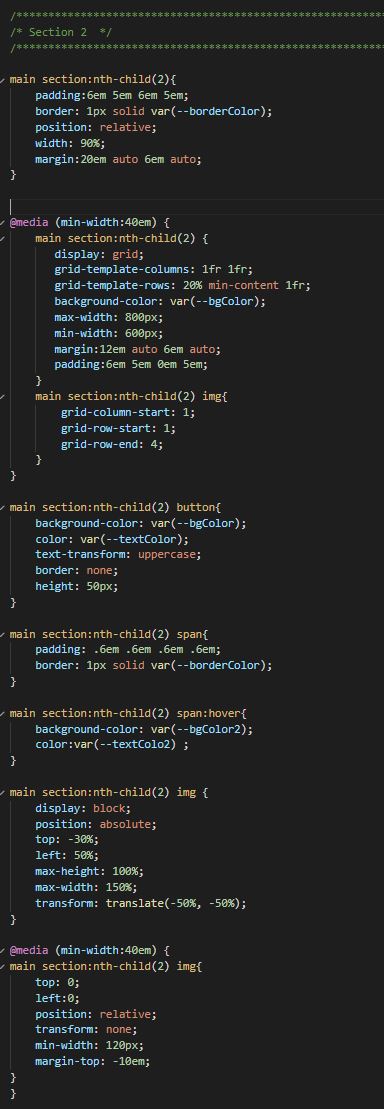 /**********************************************************
/* Section 2  */
/**********************************************************
main section:nth-child(2){
    padding:6em 5em 6em 5em;
    border: 1px solid var(--borderColor);
    position: relative;
    width: 90%;
    margin:20em auto 6em auto;
}
@media (min-width:40em) {
    main section:nth-child(2) {
       display: grid;
       grid-template-columns: 1fr 1fr;
       grid-template-rows: 20% min-content 1fr;
       background-color: var(--bgColor);
       max-width: 800px;
       min-width: 600px;
       margin:12em auto 6em auto;
       padding:6em 5em 0em 5em;
    }
    main section:nth-child(2) img{
        grid-column-start: 1;
        grid-row-start: 1;
        grid-row-end: 4;
    }
}
main section:nth-child(2) button{
    background-color: var(--bgColor);
    color: var(--textColor);
    text-transform: uppercase;
    border: none;
    height: 50px;
}
main section:nth-child(2) span{
    padding: .6em .6em .6em .6em;
    border: 1px solid var(--borderColor);
}
main section:nth-child(2) span:hover{
    background-color: var(--bgColor2);
    color:var(--textColo2) ;
}
main section:nth-child(2) img {
    display: block;
    position: absolute;
    top: -30%;
    left: 50%;
    max-height: 100%;
    max-width: 150%;
    transform: translate(-50%, -50%);
}
@media (min-width:40em) {
main section:nth-child(2) img{
    top: 0;
    left:0;
    position: relative;
    transform: none;
    min-width: 120px;
    margin-top: -10em;
}
}